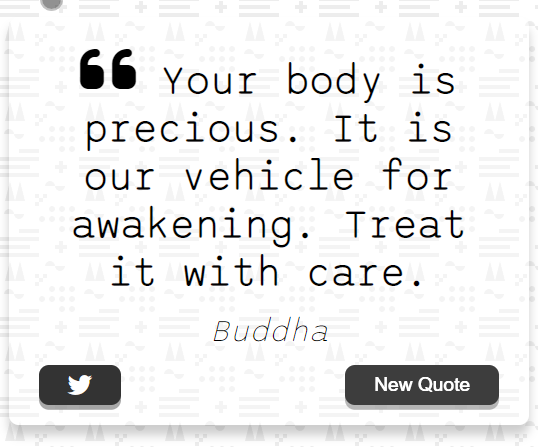 ❝ Your body is
precious. It is
our vehicle for
awakening. Treat
it with care.
Buddha
New Quote